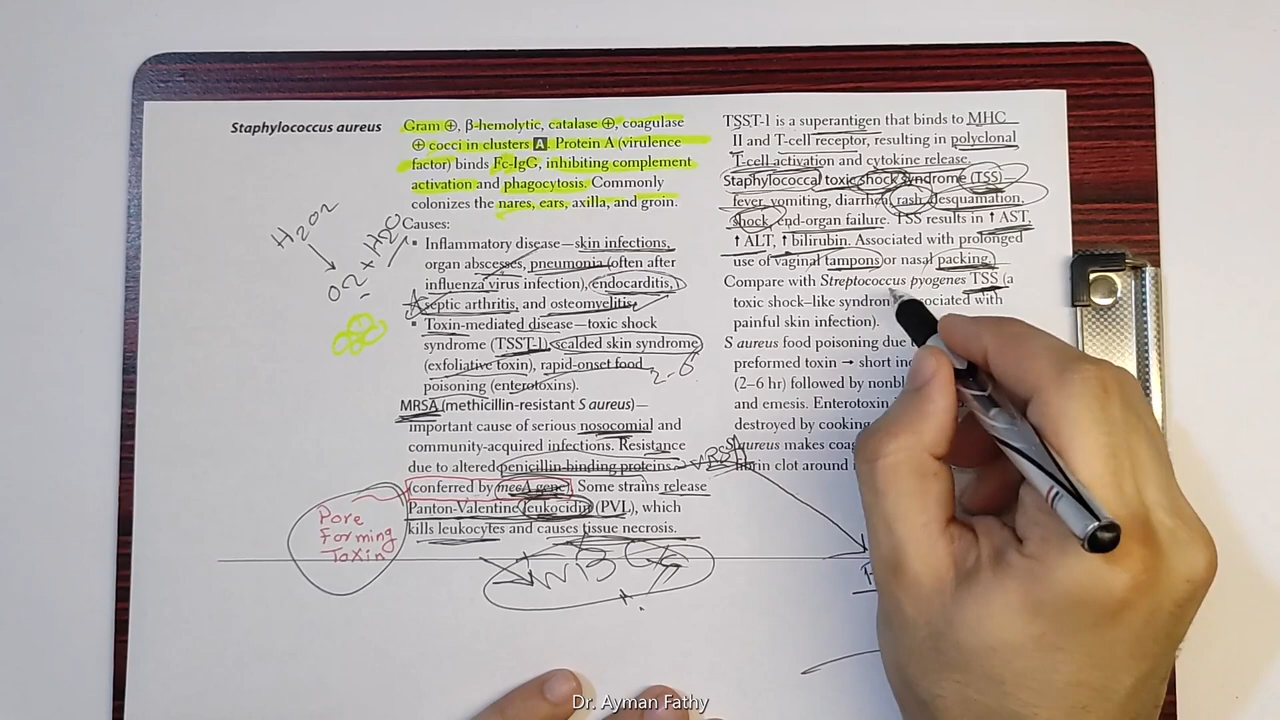 Staphylococcus aureus
Gram ⊕, β-hemolytic, catalase ⊕, coagulase
⊕ cocci in clusters A. Protein A (virulence
factor) binds Fc-IgG, inhibiting complement
activation and phagocytosis. Commonly
colonizes the nares, ears, axilla, and groin.
Causes:
▪ Inflammatory disease—skin infections,
organ abscesses, pneumonia (often after
influenza virus infection), endocarditis,
septic arthritis, and osteomyelitis.
▪ Toxin-mediated disease—toxic shock
syndrome (TSST-1), scalded skin syndrome
(exfoliative toxin), rapid-onset food
poisoning (enterotoxins).
MRSA (methicillin-resistant S aureus)—
important cause of serious nosocomial and
community-acquired infections. Resistance
due to altered penicillin-binding proteins
conferred by mecA gene. Some strains release
Panton-Valentine leukocidin (PVL), which
kills leukocytes and causes tissue necrosis.
TSST-1 is a superantigen that binds to MHC
II and T-cell receptor, resulting in polyclonal
T-cell activation and cytokine release.
Staphylococcal toxic shock syndrome (TSS)—
fever, vomiting, diarrhea, rash, desquamation,
shock, end-organ failure. TSS results in ↑ AST,
↑ ALT, ↑ bilirubin. Associated with prolonged
use of vaginal tampons or nasal packing.
Compare with Streptococcus pyogenes TSS (a
toxic shock–like syndrome associated with
painful skin infection).
S aureus food poisoning due
preformed toxin → short
(2–6 hr) followed by
and emesis. Enterotoxin
destroyed by cooking
aureus makes
clot around
H2O2
O2 + H2O
2-6
Pore
Forming
Toxin
Dr. Ayman Fathy